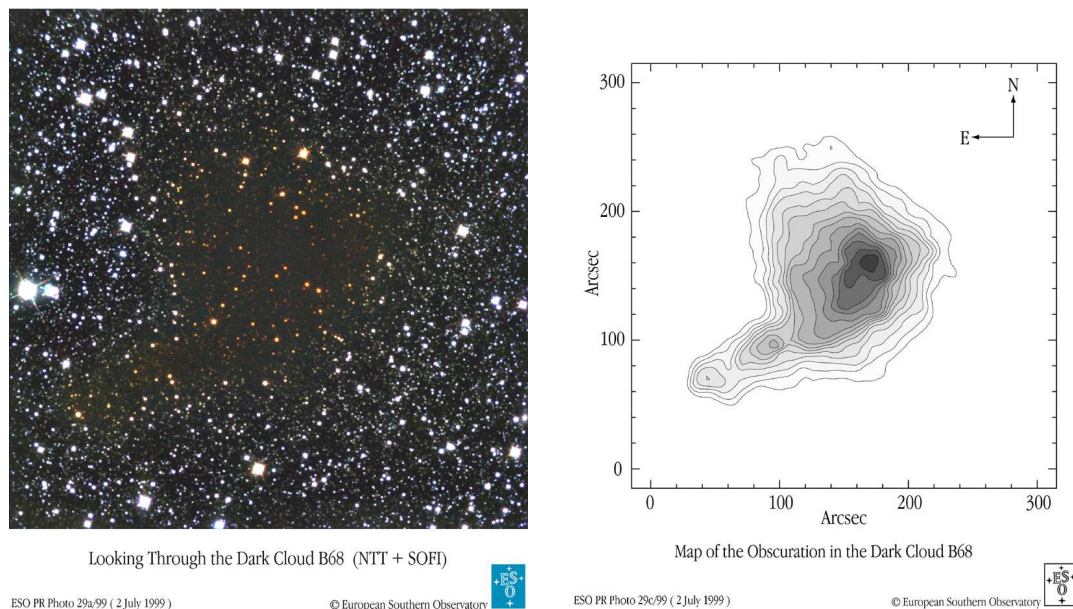 Looking Through the Dark Cloud B68 (NTT + SOFI)
ESO PR Photo 29a/99 ( 2 July 1999 )
© European Southern Observatory
ESO
300
200
100
0
Arcsec
N
E
0 100 200 300
Arcsec
Map of the Obscuration in the Dark Cloud B68
ESO PR Photo 29c/99 ( 2 July 1999 )
© European Southern Observatory
ESO